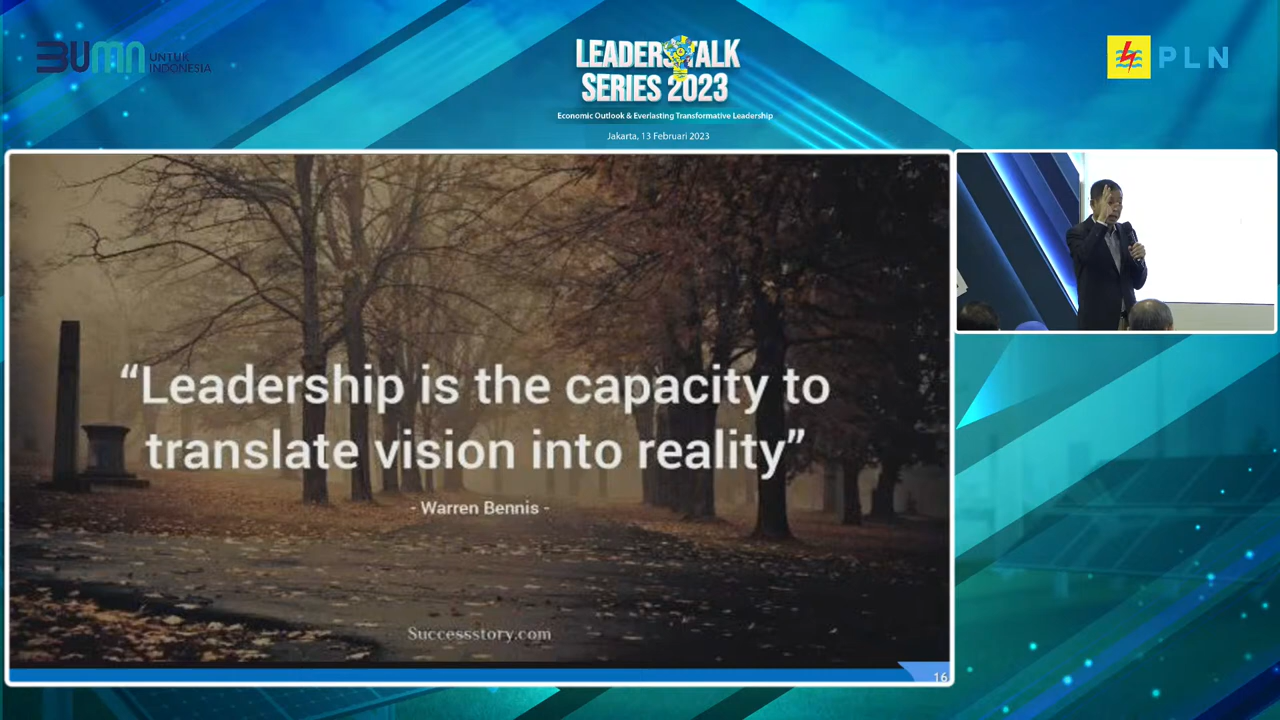 BUMN
UNTUK
INDONESIA
LEADERSTALK
SERIES 2023
Economic Outlook & Everlasting Transformative Leadership
Jakarta, 13 Februari 2023
PLN
“Leadership is the capacity to
translate vision into reality”
- Warren Bennis -
Successstory.com
16